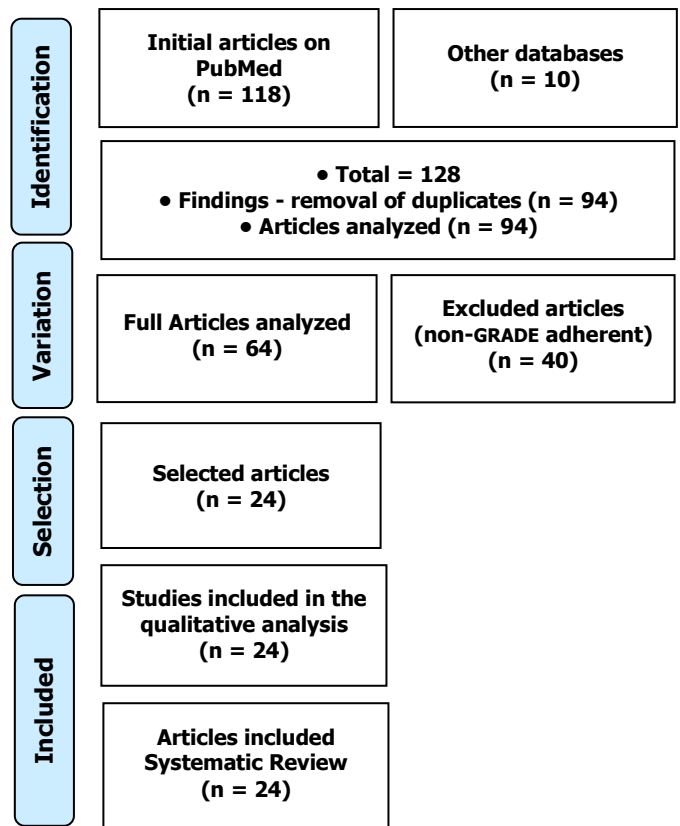 Identification
Initial articles on
PubMed
(n = 118)
Other databases
(n = 10)
• Total = 128
• Findings - removal of duplicates (n = 94)
• Articles analyzed (n = 94)
Variation
Full Articles analyzed
(n = 64)
Excluded articles
(non-GRADE adherent)
(n = 40)
Selection
Selected articles
(n = 24)
Included
Studies included in the
qualitative analysis
(n = 24)
Articles included
Systematic Review
(n = 24)